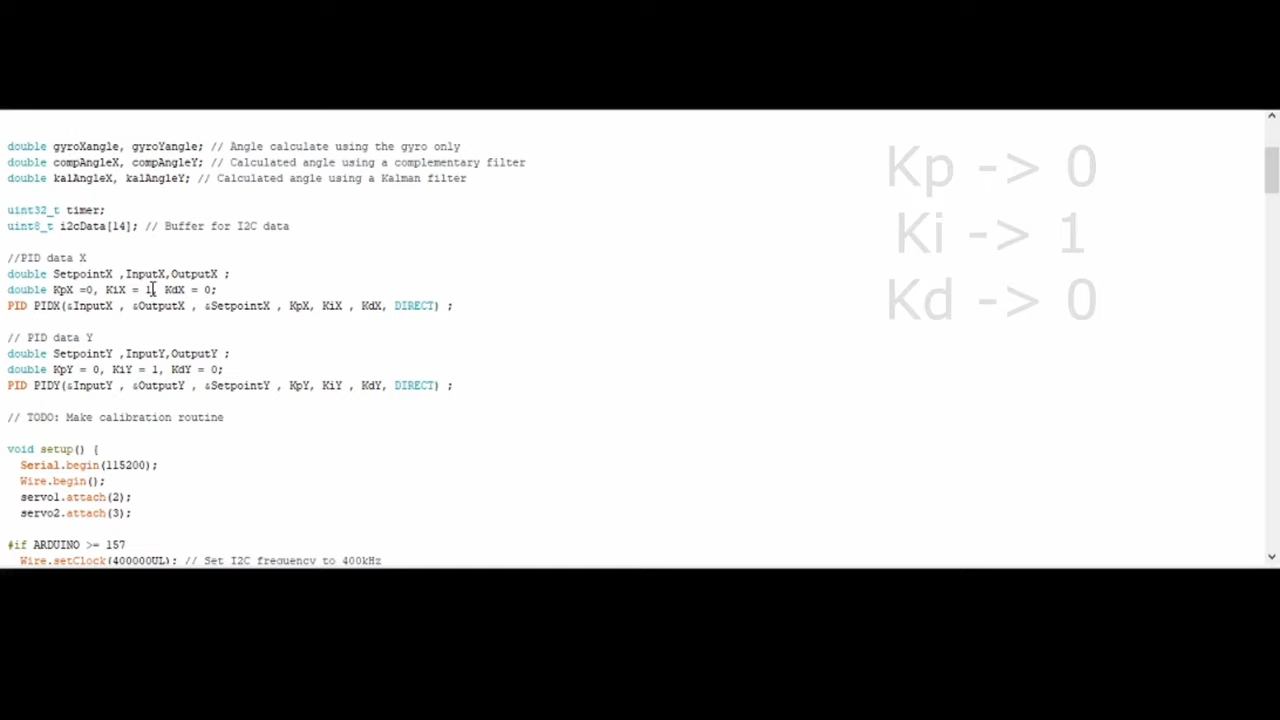 double gyroXangle, gyroYangle; // Angle calculate using the gyro only
double compAngleX, compAngleY; // Calculated angle using a complementary filter
double kalAngleX, kalAngleY; // Calculated angle using a Kalman filter
uint32_t timer;
uint8_t i2cData[14]; // Buffer for I2C data
//PID data X
double SetpointX ,InputX,OutputX ;
double KpX =0, KiX = 1, KdX = 0;
PID PIDX(&InputX , &OutputX , &SetpointX , KpX, KiX , KdX, DIRECT) ;
// PID data Y
double SetpointY ,InputY,OutputY ;
double KpY = 0, KiY = 1, KdY = 0;
PID PIDY(&InputY , &OutputY , &SetpointY , KpY, KiY , KdY, DIRECT) ;
// TODO: Make calibration routine
void setup() {
Serial.begin(115200);
Wire.begin();
servo1.attach(2);
servo2.attach(3);
#if ARDUINO >= 157
Wire.setClock(400000UL); // Set I2C frequency to 400kHz
Kp -> 0
Ki -> 1
Kd -> 0